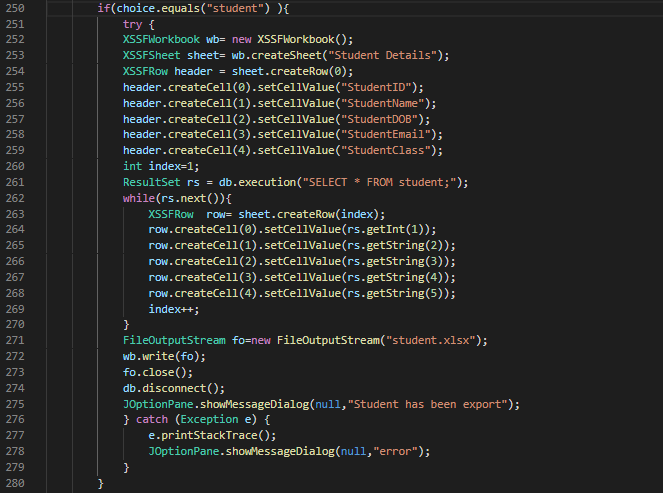 250 if(choice.equals("student") ){
251 try {
252 XSSFWorkbook wb= new XSSFWorkbook();
253 XSSFSheet sheet= wb.createSheet("Student Details");
254 XSSFRow header = sheet.createRow(0);
255 header.createCell(0).setCellValue("StudentID");
256 header.createCell(1).setCellValue("StudentName");
257 header.createCell(2).setCellValue("StudentDOB");
258 header.createCell(3).setCellValue("StudentEmail");
259 header.createCell(4).setCellValue("StudentClass");
260 int index=1;
261 ResultSet rs = db.execution("SELECT * FROM student;");
262 while(rs.next()){
263 XSSFRow  row= sheet.createRow(index);
264 row.createCell(0).setCellValue(rs.getInt(1));
265 row.createCell(1).setCellValue(rs.getString(2));
266 row.createCell(2).setCellValue(rs.getString(3));
267 row.createCell(3).setCellValue(rs.getString(4));
268 row.createCell(4).setCellValue(rs.getString(5));
269 index++;
270 }
271 FileOutputStream fo=new FileOutputStream("student.xlsx");
272 wb.write(fo);
273 fo.close();
274 db.disconnect();
275 JOptionPane.showMessageDialog(null,"Student has been export");
276 } catch (Exception e) {
277 e.printStackTrace();
278 JOptionPane.showMessageDialog(null,"error");
279 }
280 }